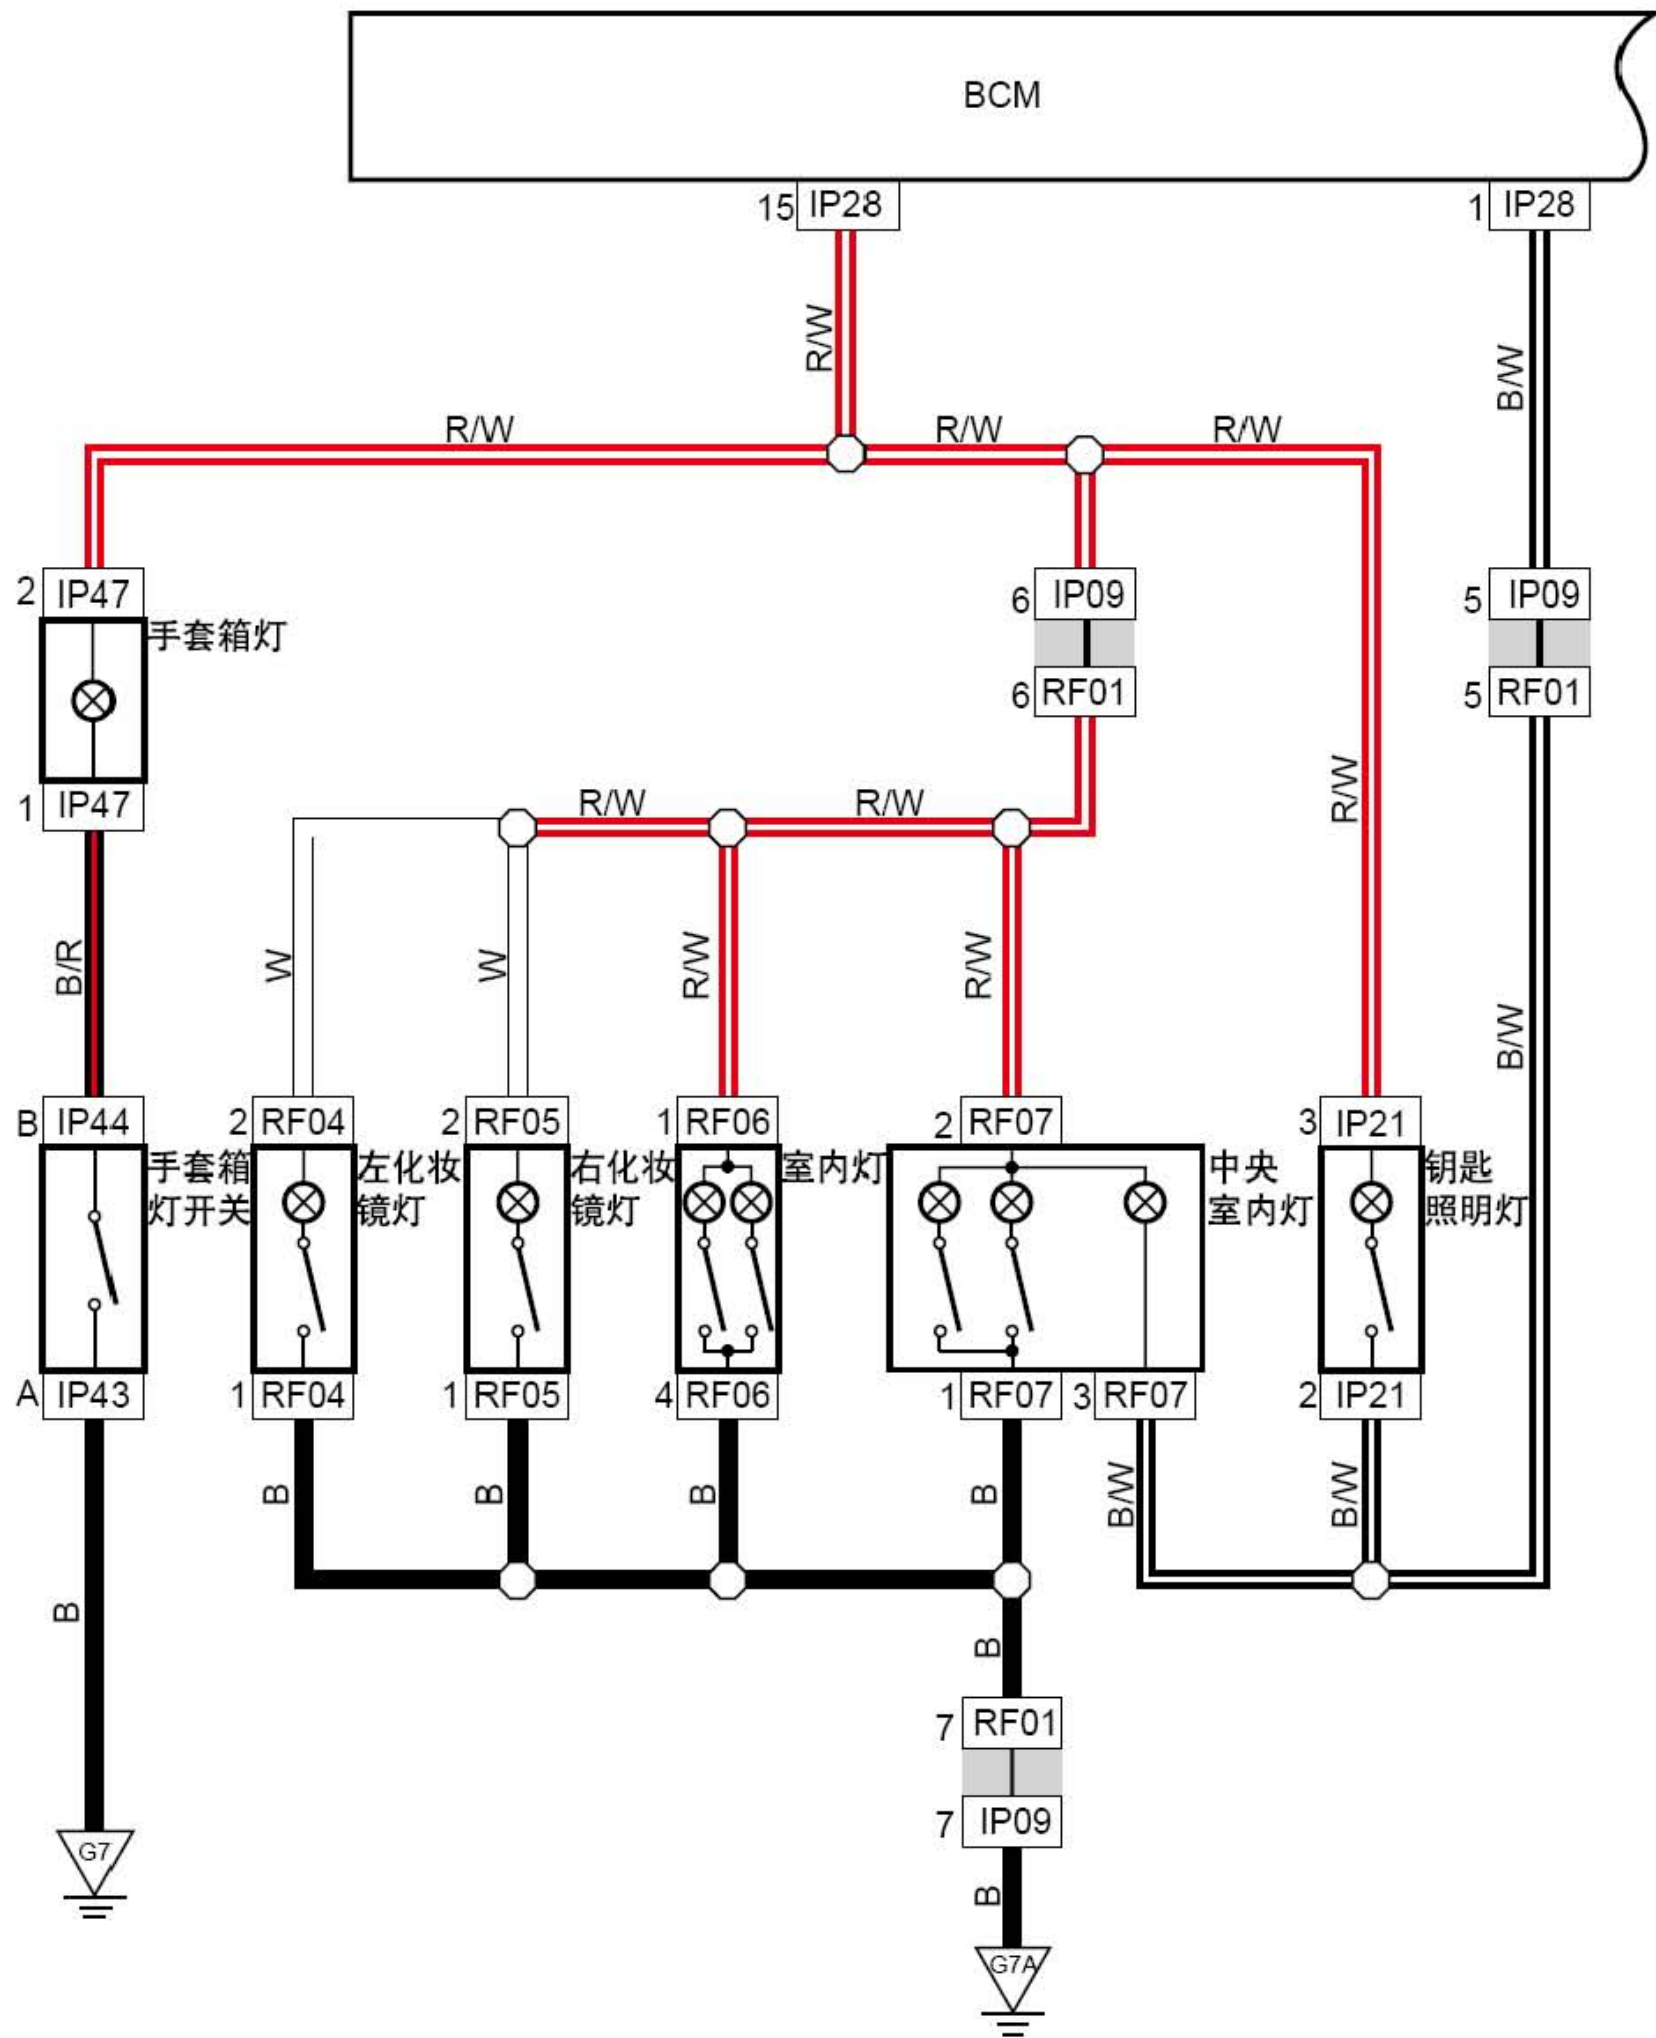 BCM
15 IP28
1 IP28
R/W
B/W
R/W R/W R/W
2 IP47
6 IP09
5 IP09
手套箱灯
6 RF01
5 RF01
R/W
1 IP47
R/W R/W
B/R
W
W
R/W
R/W
B/W
B IP44
2 RF04
2 RF05
1 RF06
2 RF07
3 IP21
手套箱
灯开关
左化妆
镜灯
右化妆
镜灯
室内灯
中央
室内灯
钥匙
照明灯
A IP43
1 RF04
1 RF05
4 RF06
1 RF07
3 RF07
2 IP21
B
B
B
B
B/W
B/W
B
B
7 RF01
7 IP09
G7
B
G7A